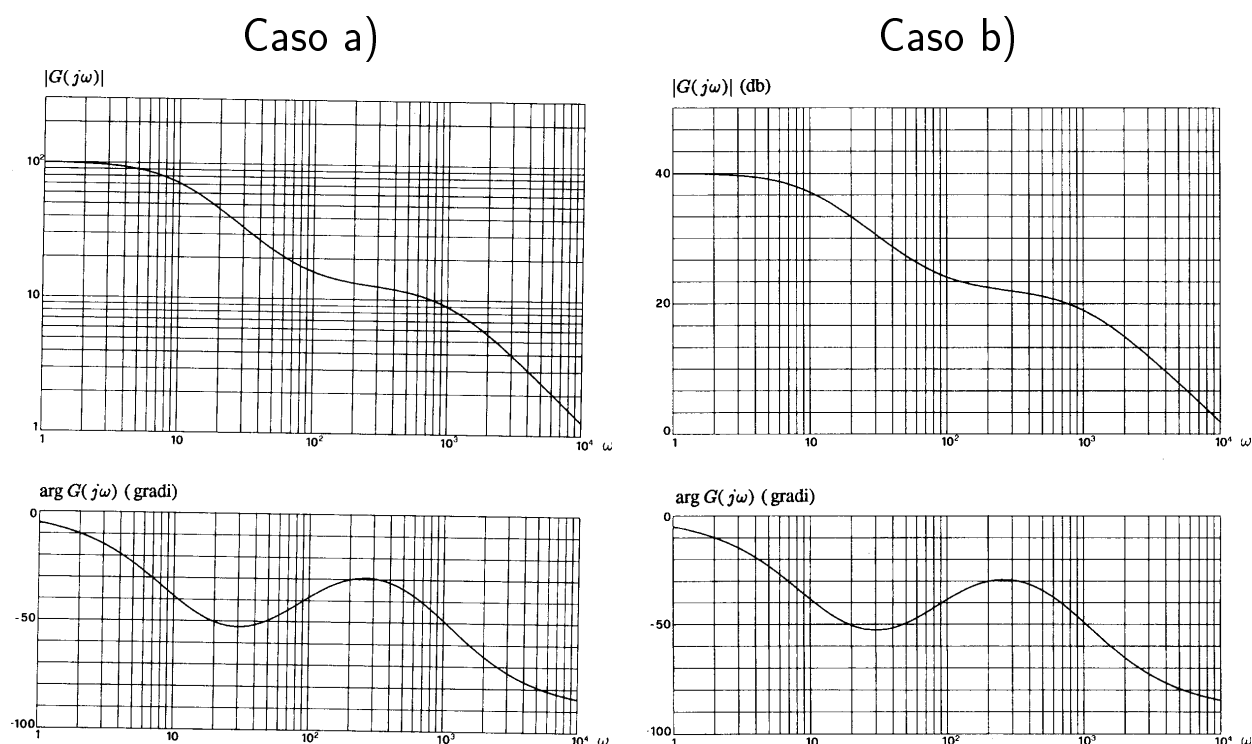 Caso a)
|G(jω)|
10²
10
1
1 10 10² 10³ 10⁴ ω
arg G(jω) (gradi)
0
-50
-100
1 10 10² 10³ 10⁴ ω
Caso b)
|G(jω)| (db)
40
20
0
1 10 10² 10³ 10⁴ ω
arg G(jω) (gradi)
0
-50
-100
1 10 10² 10³ 10⁴ ω